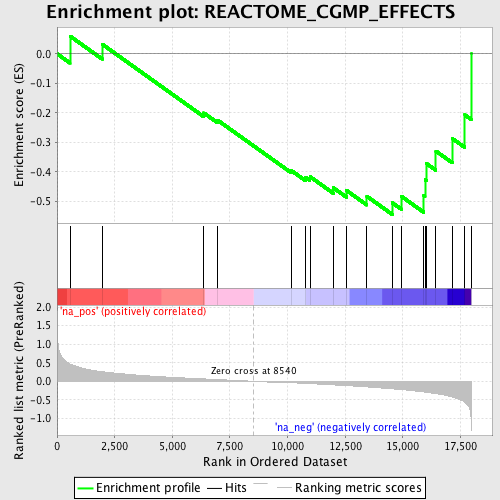 Enrichment plot: REACTOME_CGMP_EFFECTS
Enrichment score (ES)
0.0
-0.1
-0.2
-0.3
-0.4
-0.5
'na_pos' (positively correlated)
Ranked list metric (PreRanked)
2.0
1.5
1.0
0.5
0.0
-0.5
-1.0
Zero cross at 8540
'na_neg' (negatively correlated)
0 2,500 5,000 7,500 10,000 12,500 15,000 17,500
Rank in Ordered Dataset
Enrichment profile Hits Ranking metric scores